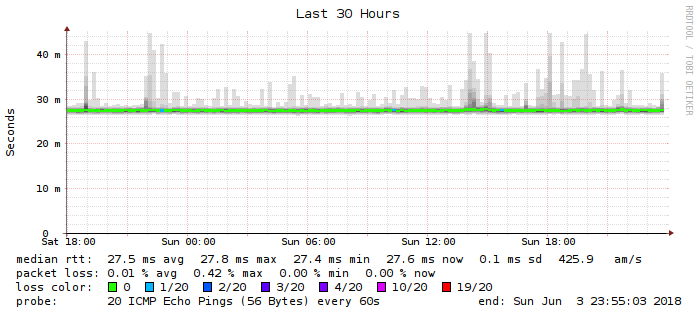 Last 30 Hours
RRDTOOL / TOBI OETIKER
Seconds
40 m
30 m
20 m
10 m
0
Sat 18:00 Sun 00:00 Sun 06:00 Sun 12:00 Sun 18:00
median rtt: 27.5 ms avg 27.8 ms max 27.4 ms min 27.6 ms now 0.1 ms sd 425.9 am/s
packet loss: 0.01 % avg 0.42 % max 0.00 % min 0.00 % now
loss color: 0 1/20 2/20 3/20 4/20 10/20 19/20
probe: 20 ICMP Echo Pings (56 Bytes) every 60s end: Sun Jun 3 23:55:03 2018